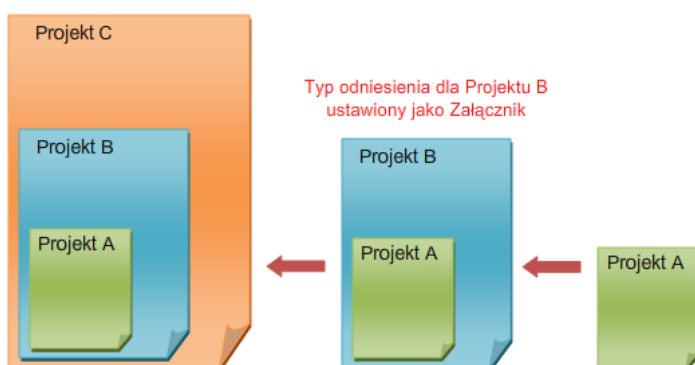 Projekt C
Typ odniesienia dla Projektu B
ustawiony jako Załącznik
Projekt B
Projekt B
Projekt A
Projekt A
Projekt A